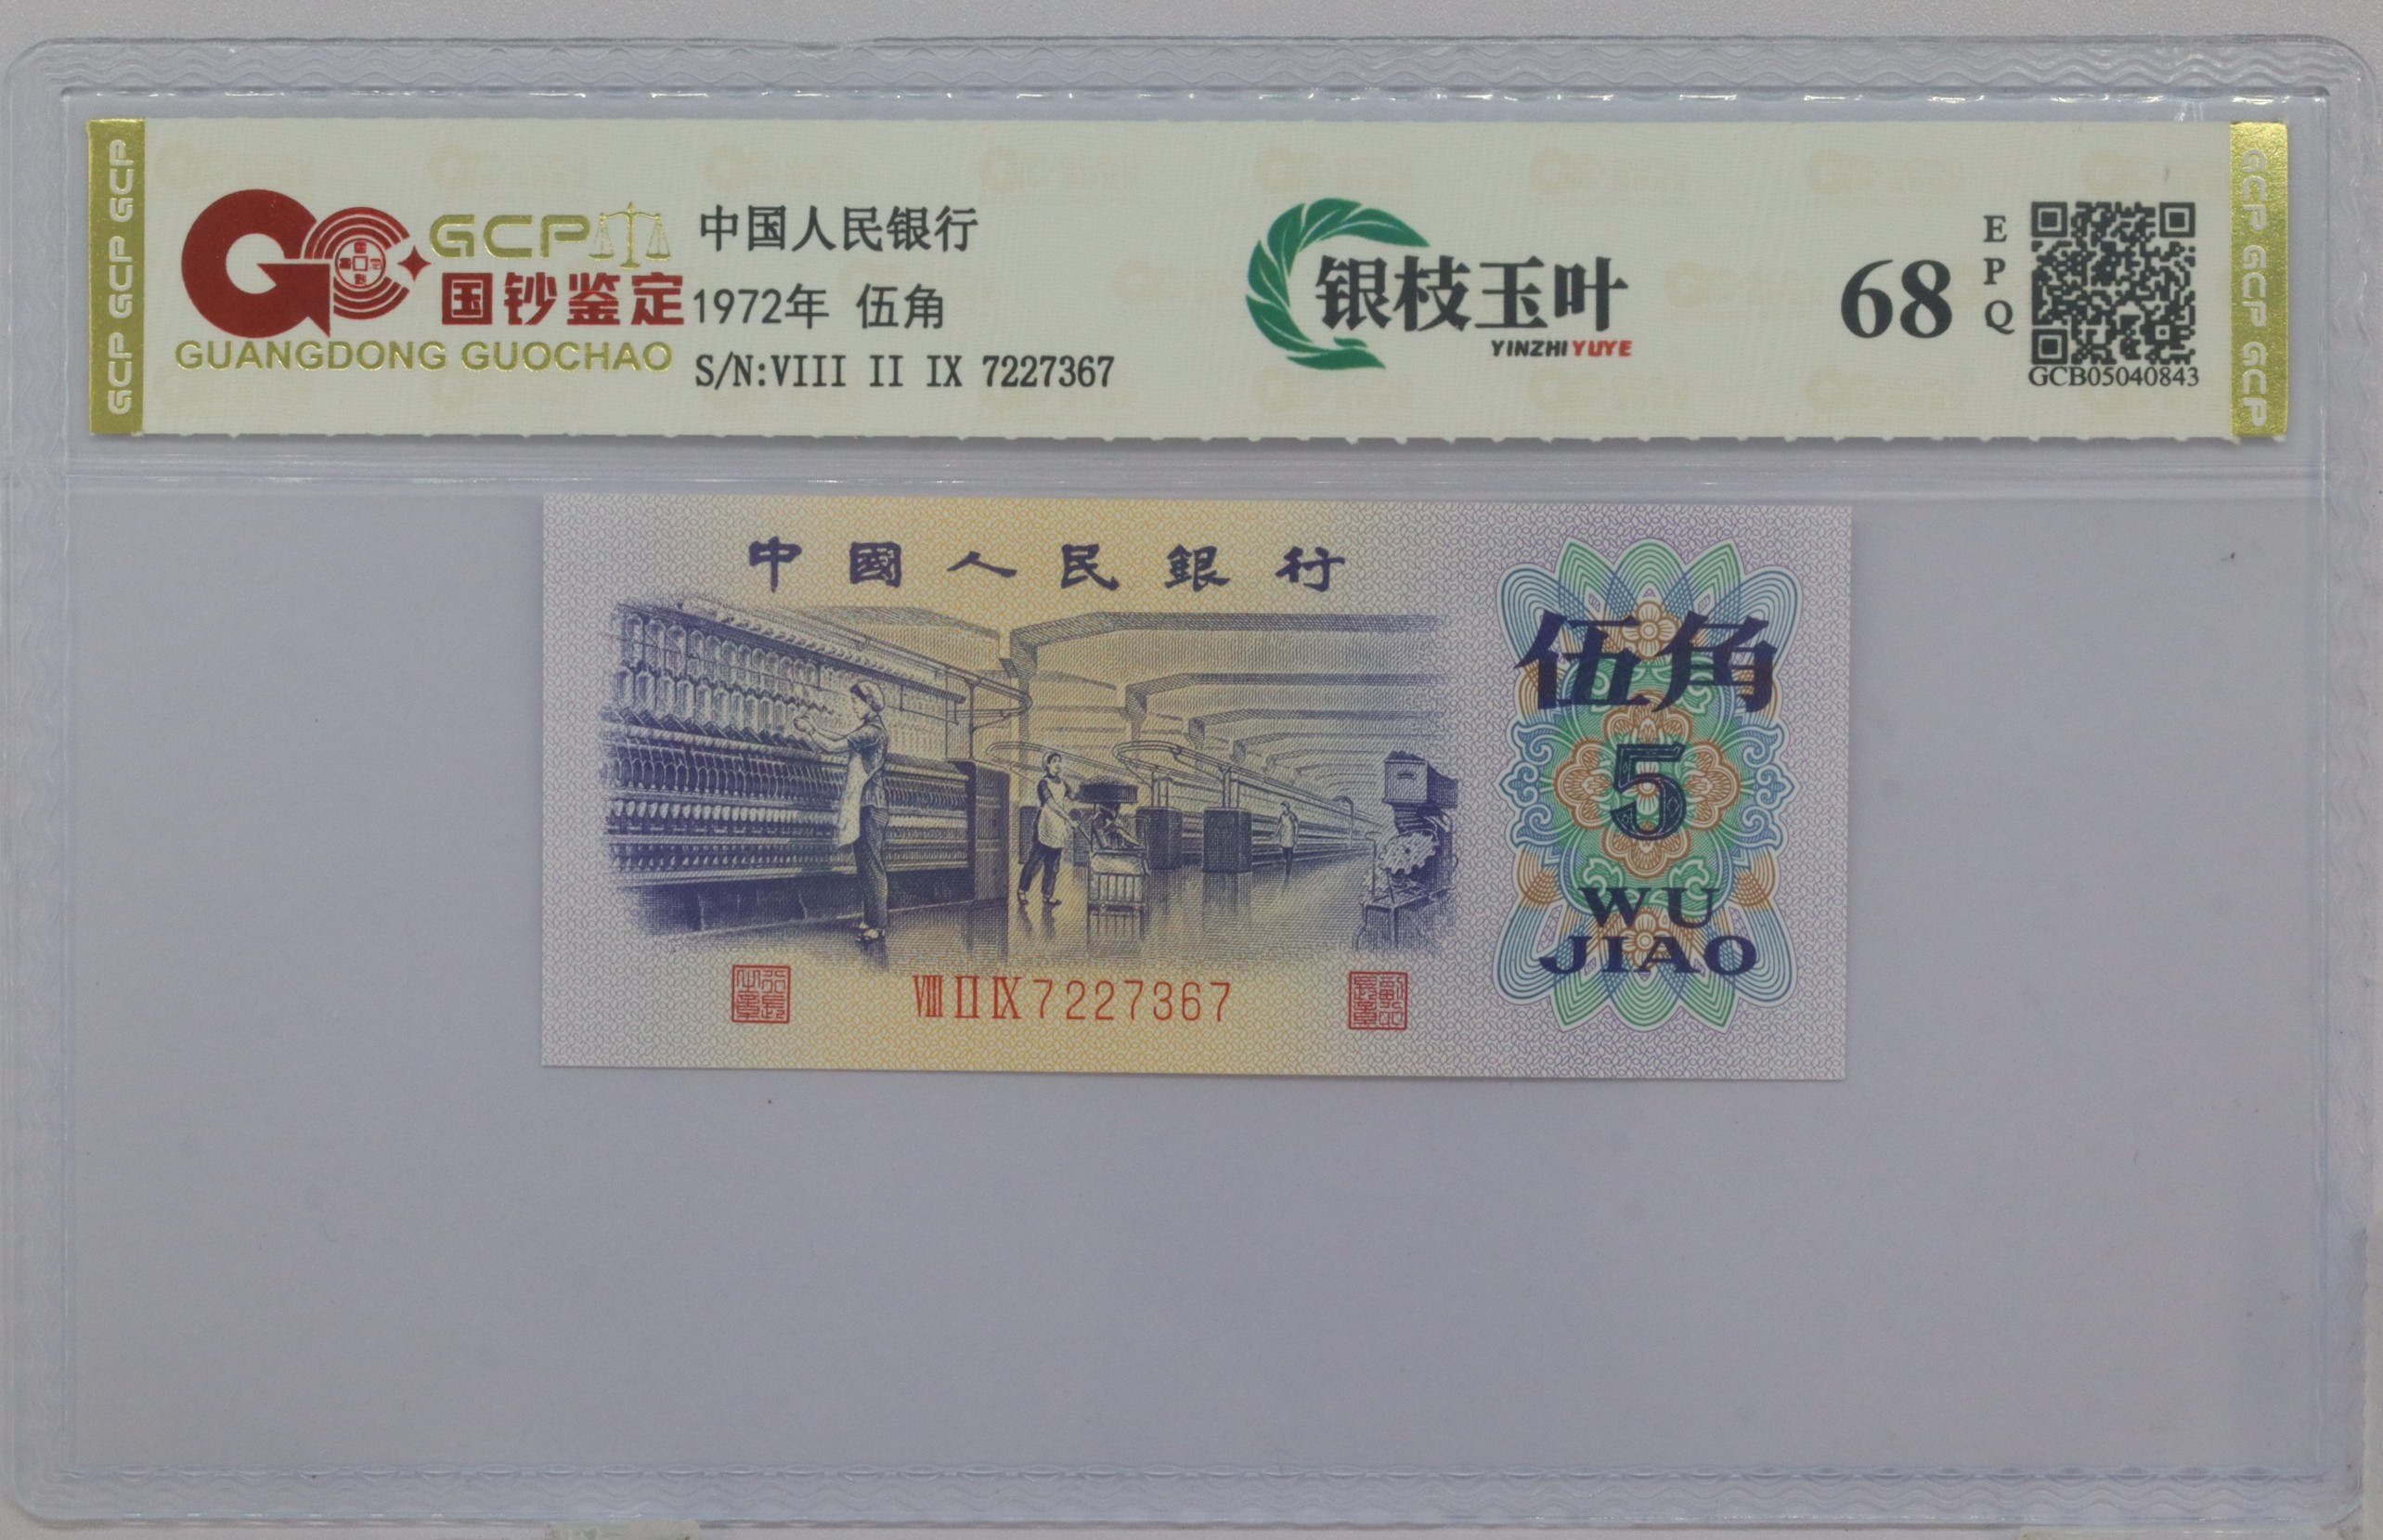 GCP GCP GCP
GCP
国钞鉴定
GUANGDONG GUOCHAO
中国人民银行
1972年 伍角
S/N:VIII II IX 7227367
银枝玉叶
YINZHI YUYE
68
EPQ
GCB05040843
GCP GCP GCP
中國人民銀行
伍角
5
WU
JIAO
VIII II IX 7227367